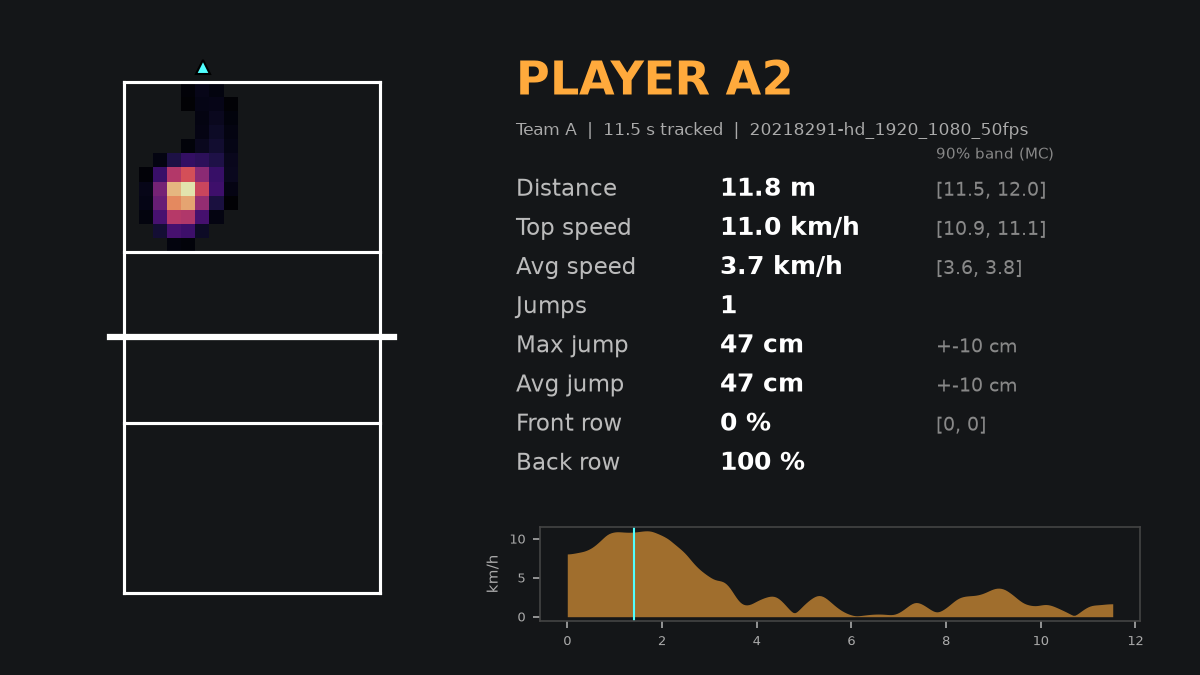 PLAYER A2
Team A | 11.5 s tracked | 20218291-hd_1920_1080_50fps
90% band (MC)
Distance 11.8 m [11.5, 12.0]
Top speed 11.0 km/h [10.9, 11.1]
Avg speed 3.7 km/h [3.6, 3.8]
Jumps 1
Max jump 47 cm +-10 cm
Avg jump 47 cm +-10 cm
Front row 0 % [0, 0]
Back row 100 %
10
5
0
km/h
0 2 4 6 8 10 12